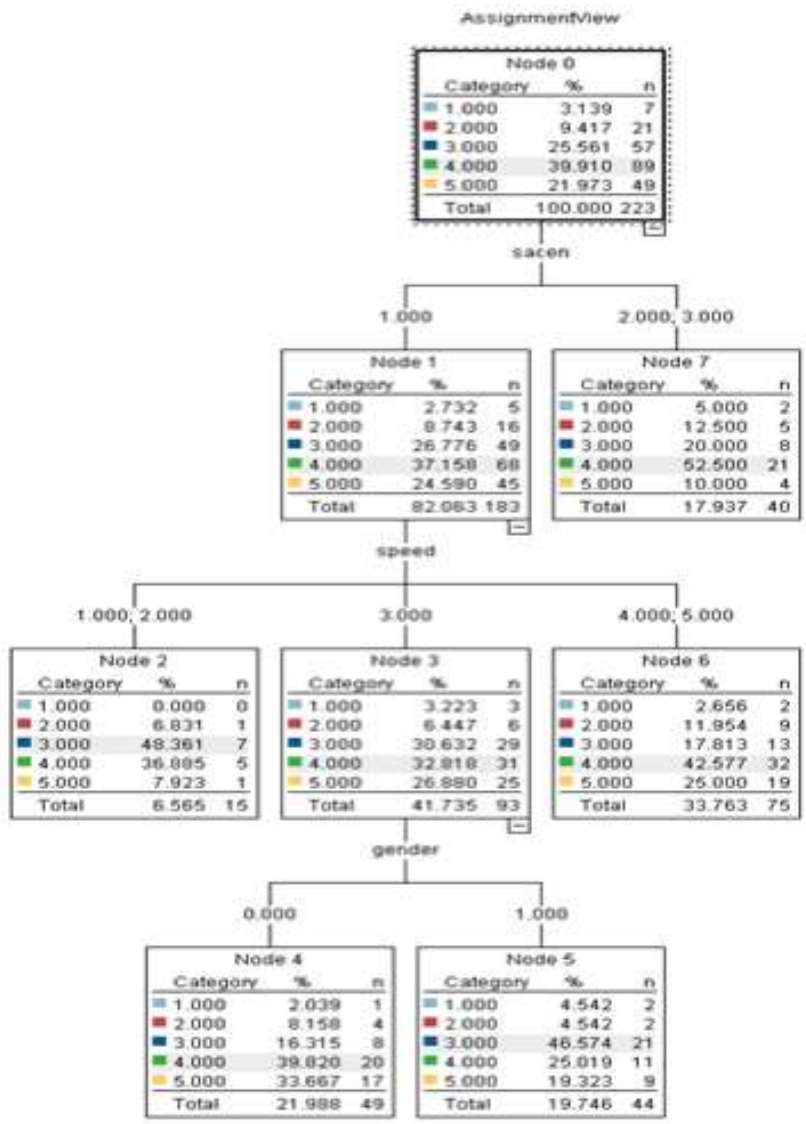 AssignmentView
Node 0
Category % n
1.000 3.139 7
2.000 9.417 21
3.000 25.561 57
4.000 39.910 89
5.000 21.973 49
Total 100.000 223
sacen
1.000 2.000; 3.000
Node 1
Category % n
1.000 2.732 5
2.000 8.743 16
3.000 26.776 49
4.000 37.158 68
5.000 24.590 45
Total 82.063 183
Node 7
Category % n
1.000 5.000 2
2.000 12.500 5
3.000 20.000 8
4.000 52.500 21
5.000 10.000 4
Total 17.937 40
speed
1.000; 2.000 3.000 4.000; 5.000
Node 2
Category % n
1.000 0.000 0
2.000 6.831 1
3.000 48.361 7
4.000 36.885 5
5.000 7.923 1
Total 6.565 15
Node 3
Category % n
1.000 3.223 3
2.000 6.447 6
3.000 30.632 29
4.000 32.818 31
5.000 26.880 25
Total 41.735 93
Node 6
Category % n
1.000 2.656 2
2.000 11.954 9
3.000 17.813 13
4.000 42.577 32
5.000 25.000 19
Total 33.763 75
gender
0.000 1.000
Node 4
Category % n
1.000 2.039 1
2.000 8.158 4
3.000 16.315 8
4.000 39.820 20
5.000 33.667 17
Total 21.988 49
Node 5
Category % n
1.000 4.542 2
2.000 4.542 2
3.000 46.574 21
4.000 25.019 11
5.000 19.323 9
Total 19.746 44